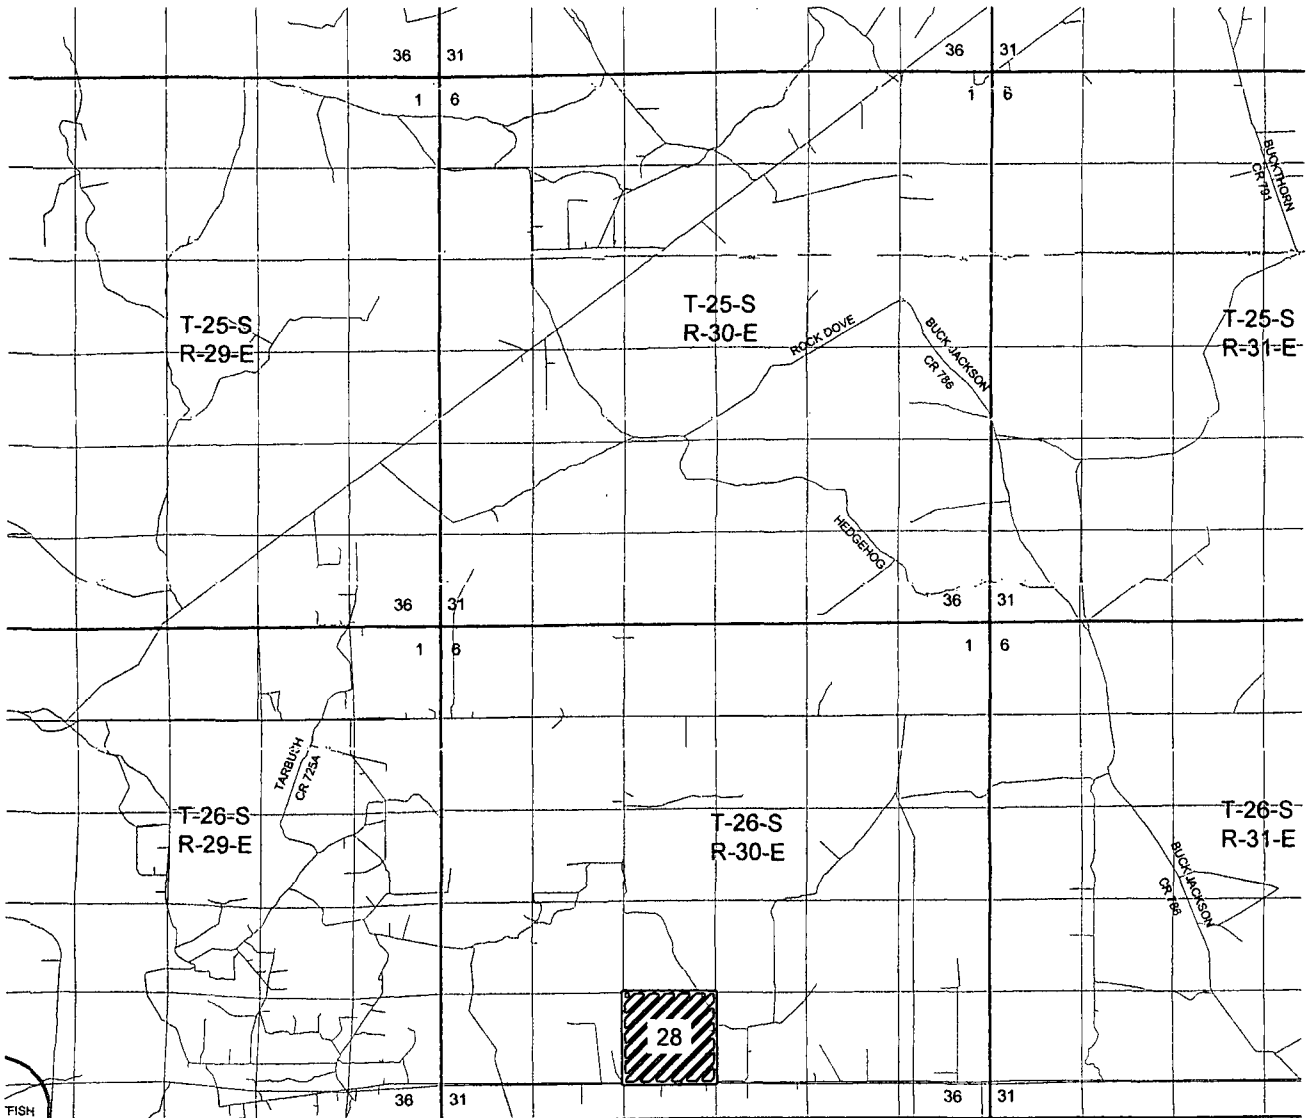 36 31
36 31
1 6
1 6
BUCKTHORN
CR 791
T-25-S
R-29-E
T-25-S
R-30-E
T-25-S
R-31-E
ROCK DOVE
BUCK JACKSON
CR 786
HEDGEHOG
36 31
36 31
1 6
1 6
TARBUSH
CR 725A
T-26-S
R-29-E
T-26-S
R-30-E
T-26-S
R-31-E
BUCK JACKSON
CR 786
28
36 31
36 31
FISH